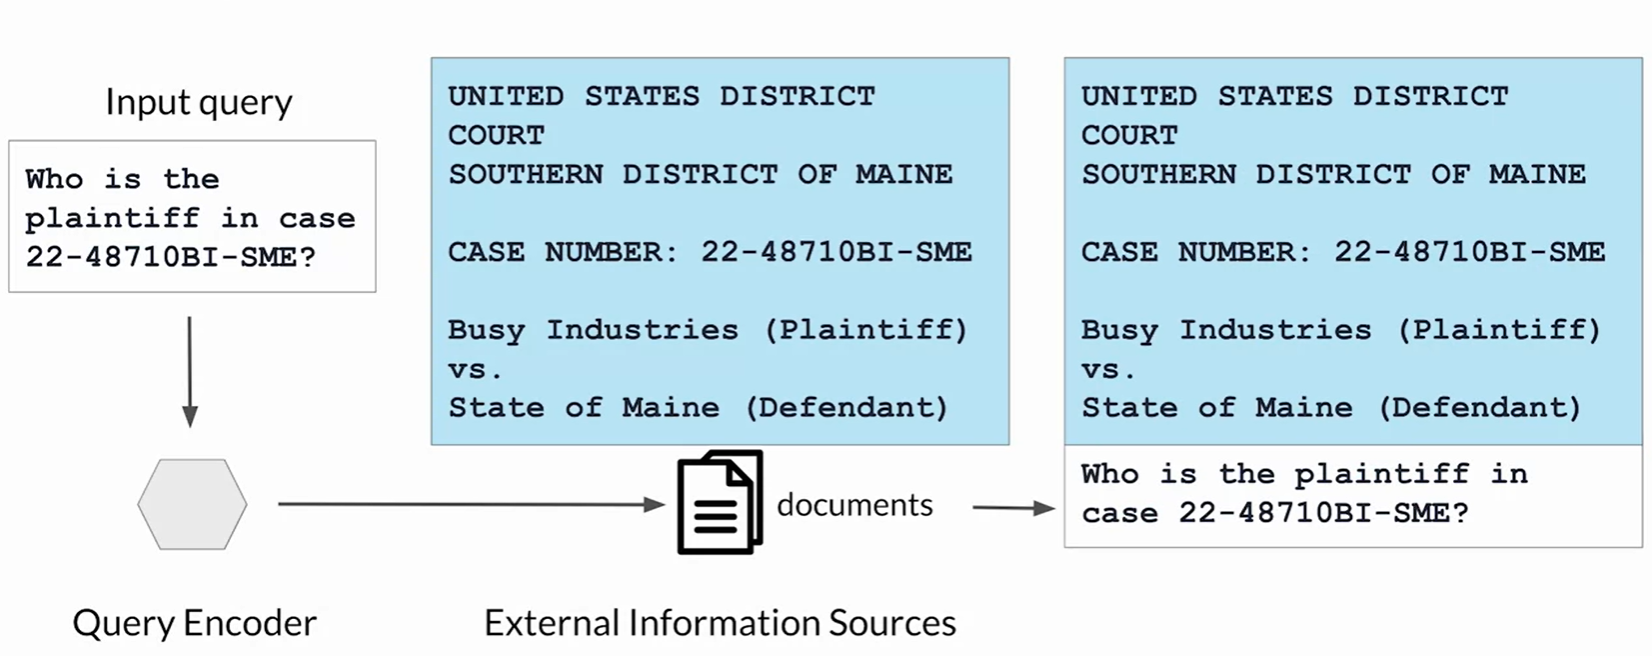 Input query
Who is the
plaintiff in case
22-48710BI-SME?
Query Encoder
UNITED STATES DISTRICT
COURT
SOUTHERN DISTRICT OF MAINE
CASE NUMBER: 22-48710BI-SME
Busy Industries (Plaintiff)
vs.
State of Maine (Defendant)
documents
External Information Sources
UNITED STATES DISTRICT
COURT
SOUTHERN DISTRICT OF MAINE
CASE NUMBER: 22-48710BI-SME
Busy Industries (Plaintiff)
vs.
State of Maine (Defendant)
Who is the plaintiff in
case 22-48710BI-SME?